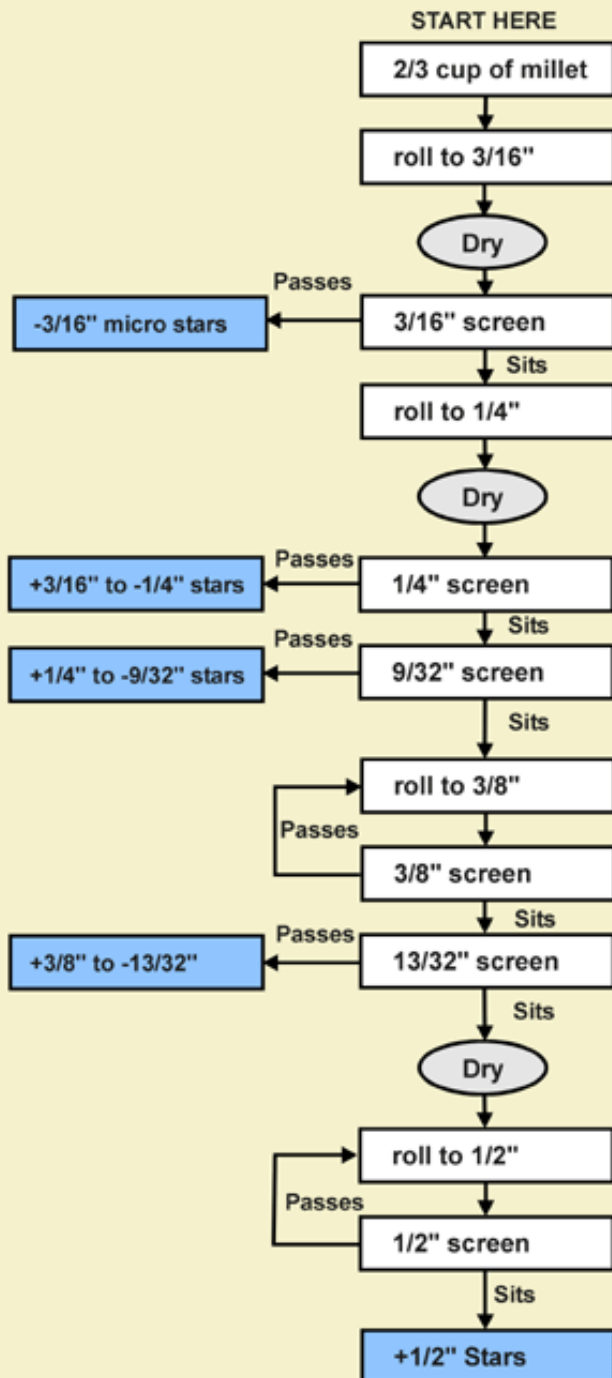 START HERE
2/3 cup of millet
roll to 3/16"
Dry
Passes
-3/16" micro stars
3/16" screen
Sits
roll to 1/4"
Dry
Passes
+3/16" to -1/4" stars
1/4" screen
Sits
Passes
+1/4" to -9/32" stars
9/32" screen
Sits
roll to 3/8"
Passes
3/8" screen
Sits
Passes
+3/8" to -13/32"
13/32" screen
Sits
Dry
roll to 1/2"
Passes
1/2" screen
Sits
+1/2" Stars